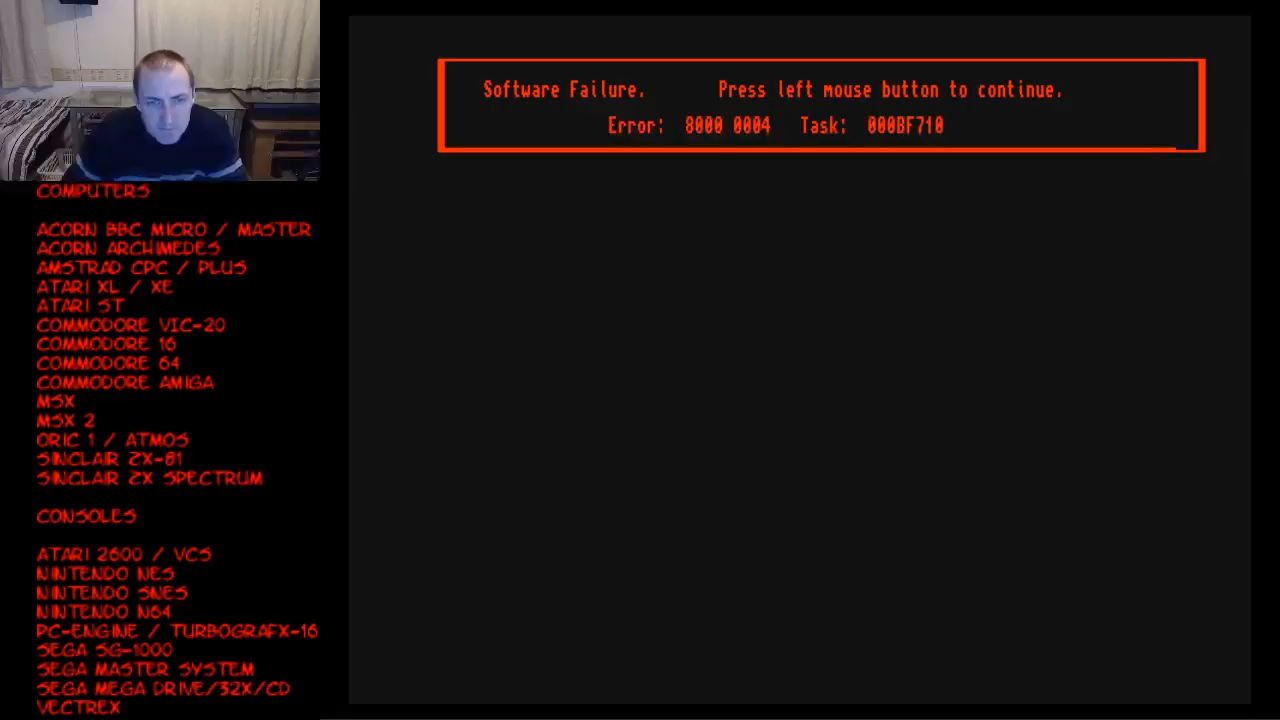 Software Failure. Press left mouse button to continue.
Error: 8000 0004 Task: 000BF710
COMPUTERS
ACORN BBC MICRO / MASTER
ACORN ARCHIMEDES
AMSTRAD CPC / PLUS
ATARI XL / XE
ATARI ST
COMMODORE VIC-20
COMMODORE 16
COMMODORE 64
COMMODORE AMIGA
MSX
MSX 2
ORIC 1 / ATMOS
SINCLAIR ZX-81
SINCLAIR ZX SPECTRUM
CONSOLES
ATARI 2600 / VCS
NINTENDO NES
NINTENDO SNES
NINTENDO N64
PC-ENGINE / TURBOGRAFX-16
SEGA SG-1000
SEGA MASTER SYSTEM
SEGA MEGA DRIVE/32X/CD
VECTREX